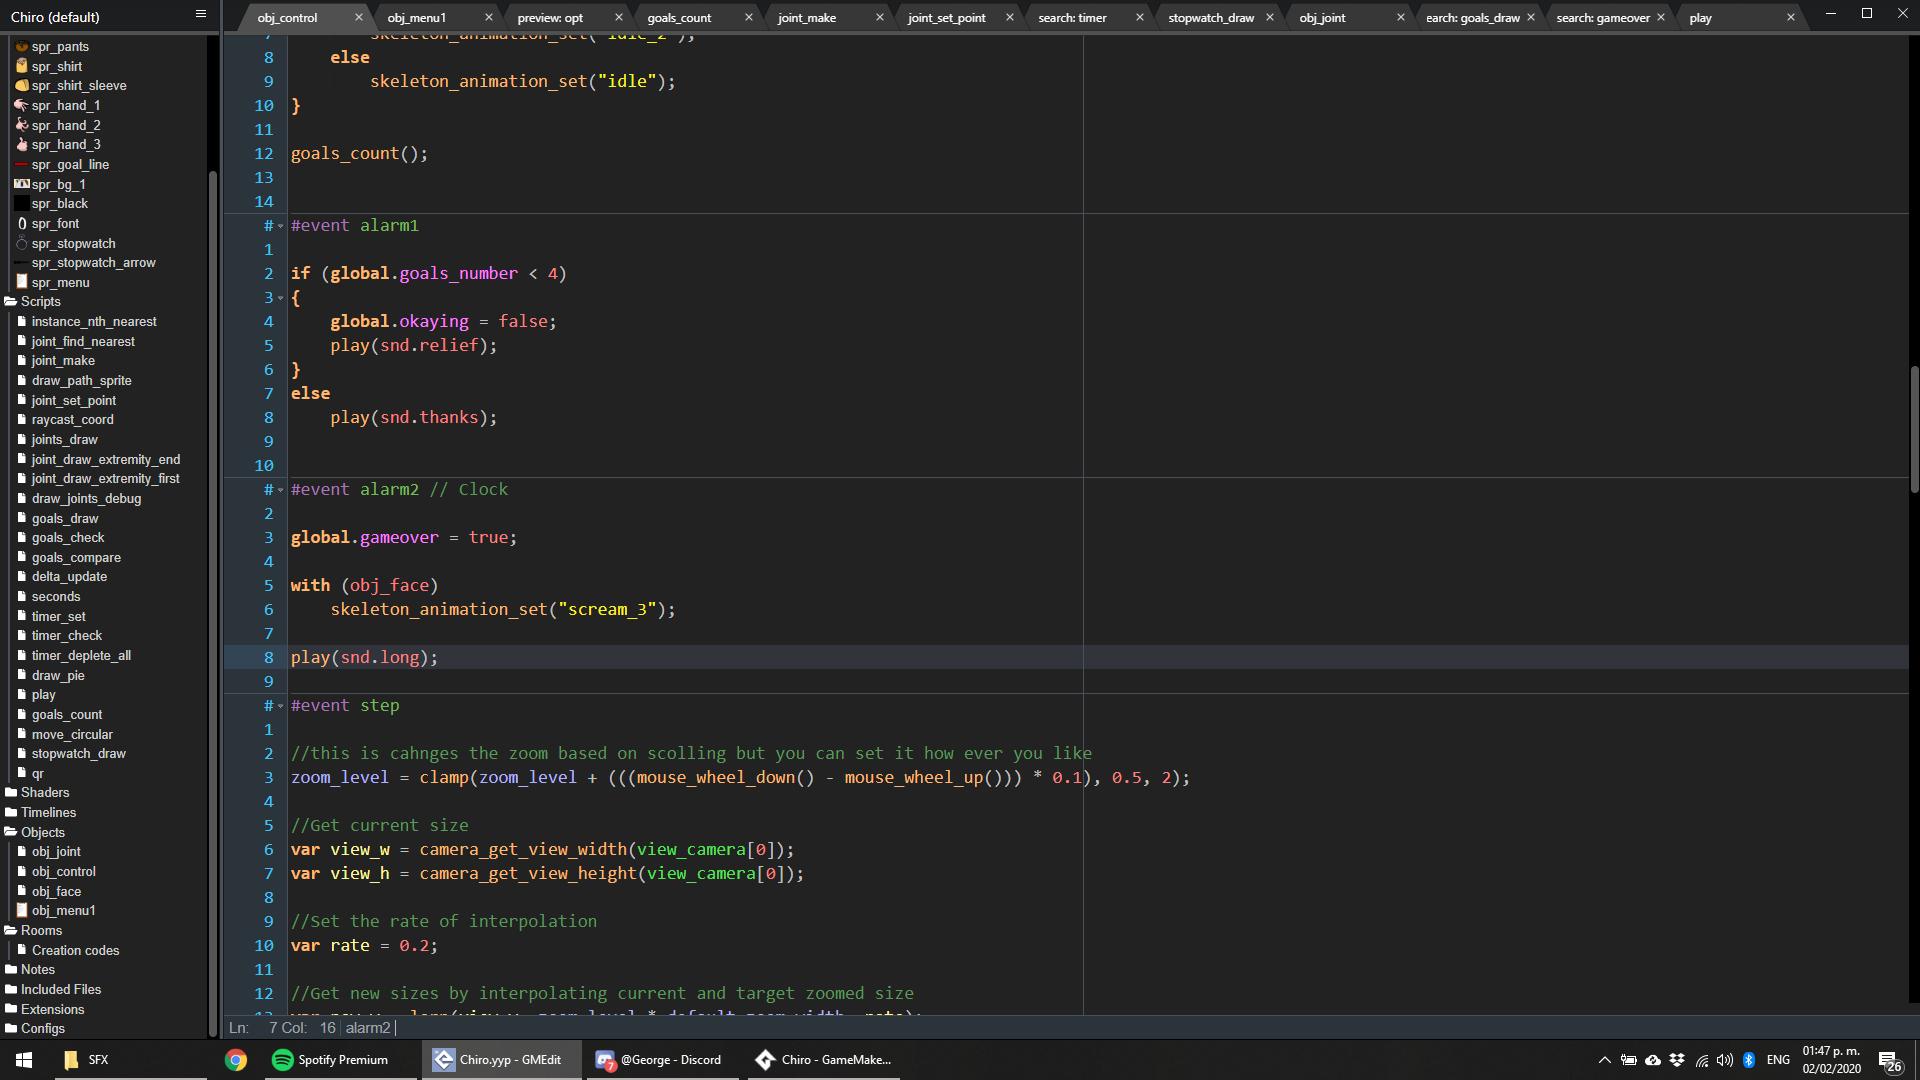 Chiro (default)
obj_control
obj_menu1
preview: opt
goals_count
joint_make
joint_set_point
search: timer
stopwatch_draw
obj_joint
earch: goals_draw
search: gameover
play
spr_pants
spr_shirt
spr_shirt_sleeve
spr_hand_1
spr_hand_2
spr_hand_3
spr_goal_line
spr_bg_1
spr_black
spr_font
spr_stopwatch
spr_stopwatch_arrow
spr_menu
Scripts
instance_nth_nearest
joint_find_nearest
joint_make
draw_path_sprite
joint_set_point
raycast_coord
joints_draw
joint_draw_extremity_end
joint_draw_extremity_first
draw_joints_debug
goals_draw
goals_check
goals_compare
delta_update
seconds
timer_set
timer_check
timer_deplete_all
draw_pie
play
goals_count
move_circular
stopwatch_draw
qr
Shaders
Timelines
Objects
obj_joint
obj_control
obj_face
obj_menu1
Rooms
Creation codes
Notes
Included Files
Extensions
Configs
7 skeleton_animation_set("idle_2");
8 else
9 skeleton_animation_set("idle");
10 }
11
12 goals_count();
13
14
# #event alarm1
1
2 if (global.goals_number < 4)
3 {
4 global.okaying = false;
5 play(snd.relief);
6 }
7 else
8 play(snd.thanks);
9
10
# #event alarm2 // Clock
2
3 global.gameover = true;
4
5 with (obj_face)
6 skeleton_animation_set("scream_3");
7
8 play(snd.long);
9
# #event step
1
2 //this is cahnges the zoom based on scolling but you can set it how ever you like
3 zoom_level = clamp(zoom_level + (((mouse_wheel_down() - mouse_wheel_up())) * 0.1), 0.5, 2);
4
5 //Get current size
6 var view_w = camera_get_view_width(view_camera[0]);
7 var view_h = camera_get_view_height(view_camera[0]);
8
9 //Set the rate of interpolation
10 var rate = 0.2;
11
12 //Get new sizes by interpolating current and target zoomed size
Ln: 7 Col: 16 alarm2
SFX
Spotify Premium
Chiro.yyp - GMEdit
7
@George - Discord
Chiro - GameMake...
ENG
01:47 p. m.
02/02/2020
26